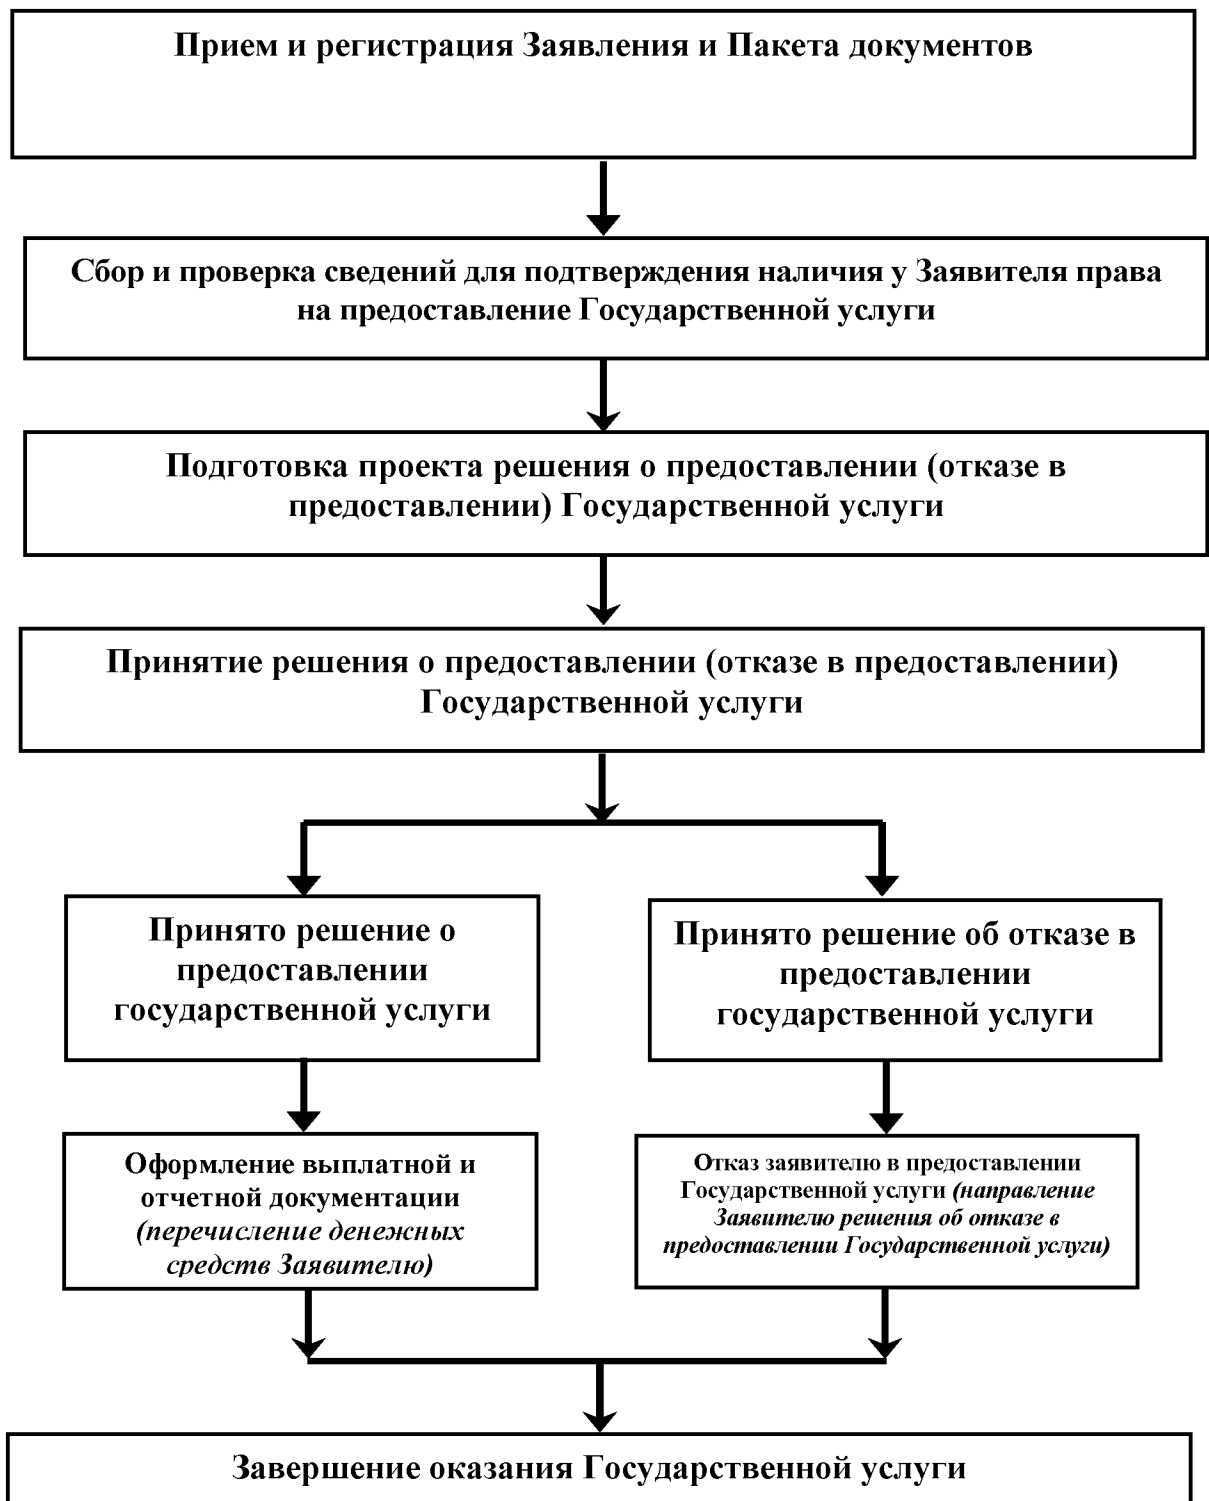 Прием и регистрация Заявления и Пакета документов
Сбор и проверка сведений для подтверждения наличия у Заявителя права
на предоставление Государственной услуги
Подготовка проекта решения о предоставлении (отказе в
предоставлении) Государственной услуги
Принятие решения о предоставлении (отказе в предоставлении)
Государственной услуги
Принято решение о
предоставлении
государственной услуги
Принято решение об отказе в
предоставлении
государственной услуги
Оформление выплатной и
отчетной документации
(перечисление денежных
средств Заявителю)
Отказ заявителю в предоставлении
Государственной услуги (направление
Заявителю решения об отказе в
предоставлении Государственной услуги)
Завершение оказания Государственной услуги